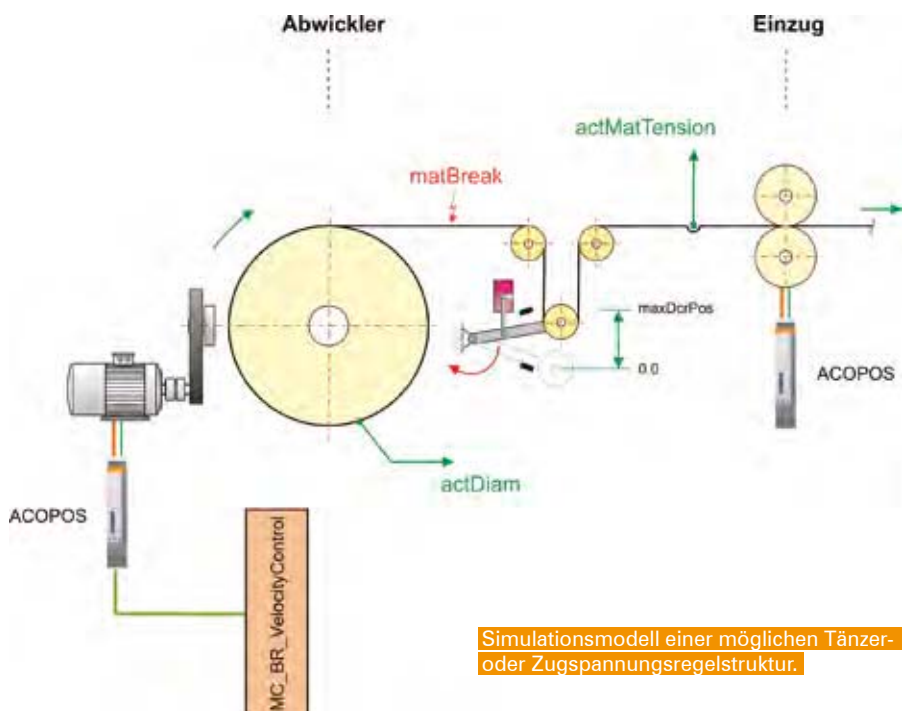 Abwickler
Einzug
actMatTension
matBreak
maxDcrPos
0.0
ACOPOS
actDiam
ACOPOS
MC_BR_VelocityControl
Simulationsmodell einer möglichen Tänzer-
oder Zugspannungsregelstruktur.